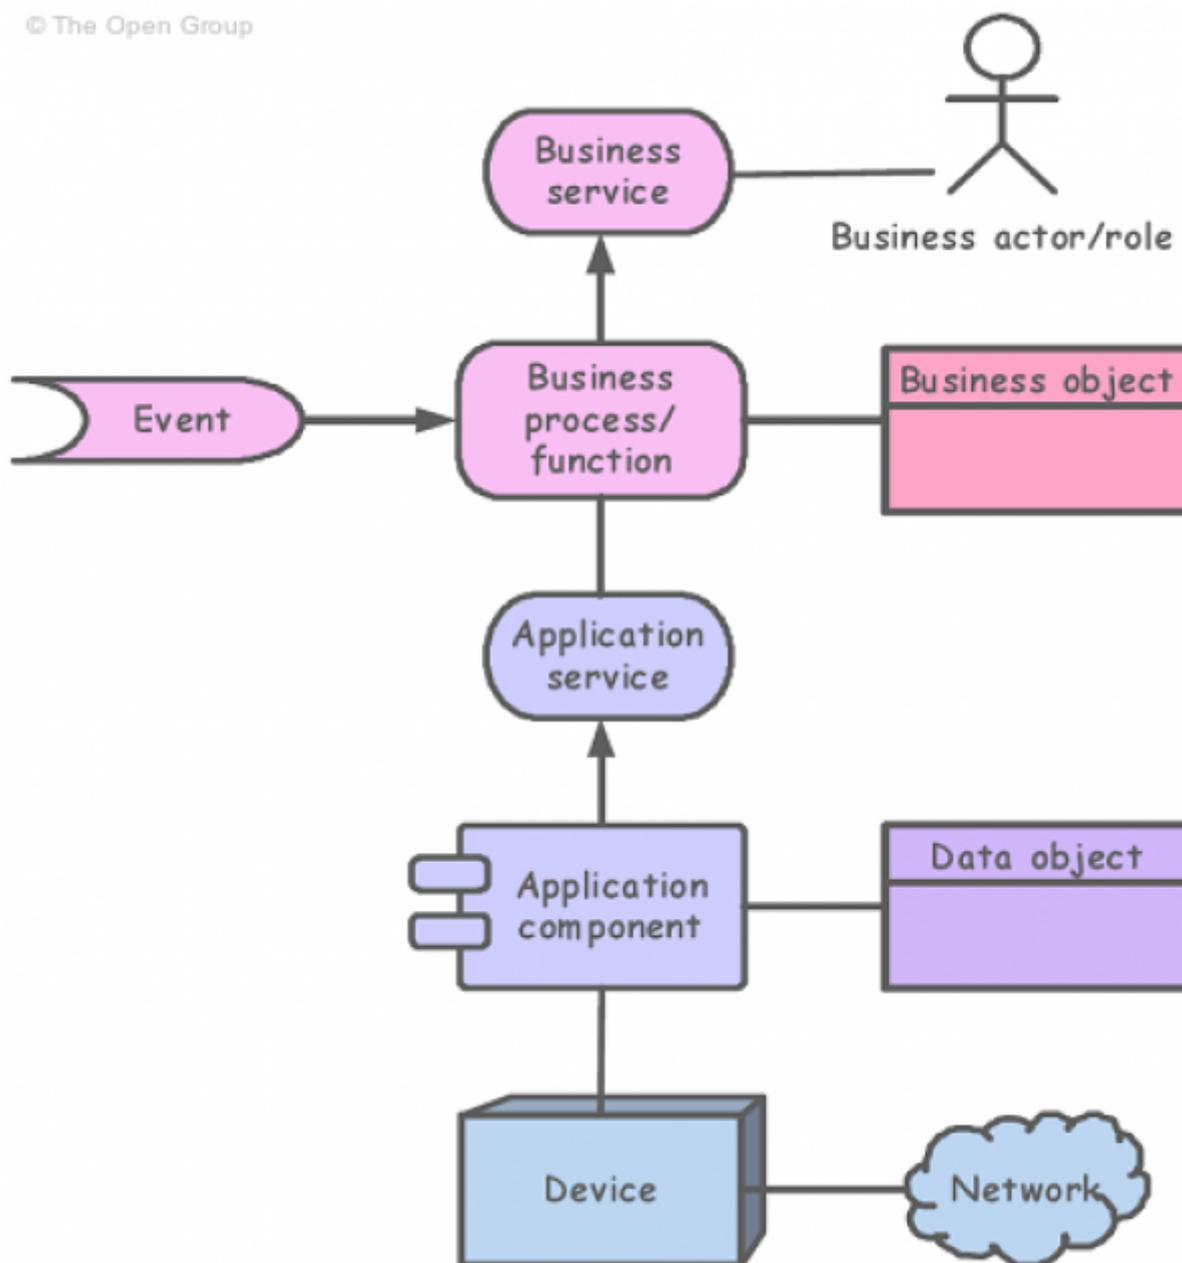 © The Open Group
Business
service
Business actor/role
Event
Business
process/
function
Business object
Application
service
Application
component
Data object
Device
Network